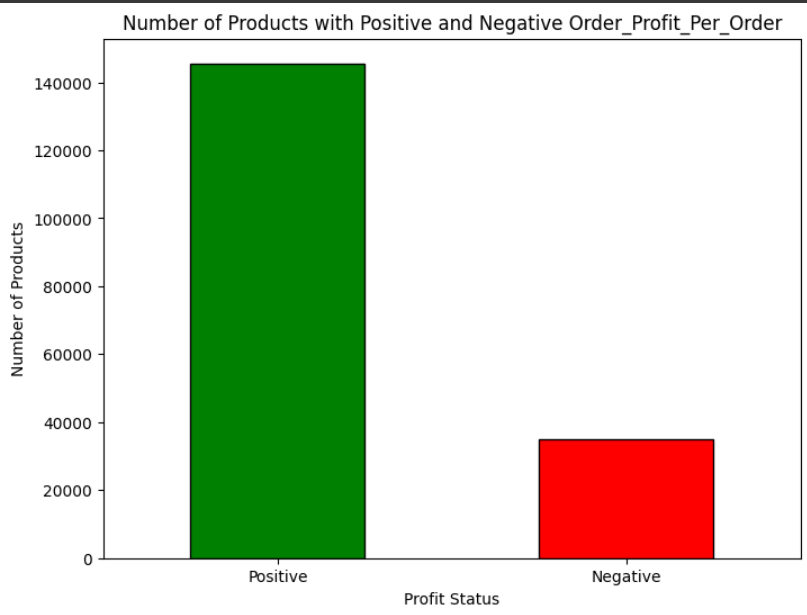 Number of Products with Positive and Negative Order_Profit_Per_Order
Number of Products
140000
120000
100000
80000
60000
40000
20000
0
Positive Negative
Profit Status